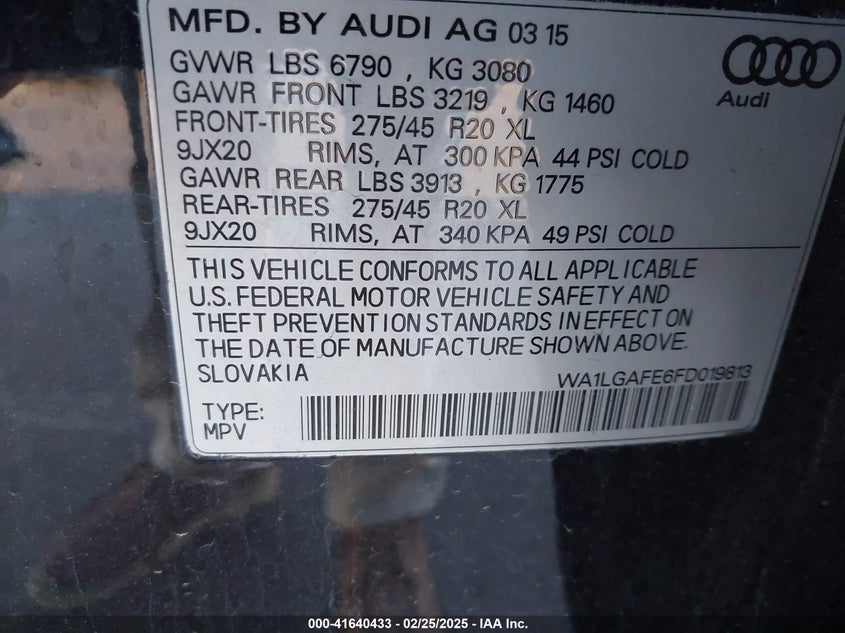 MFD. BY AUDI AG 03 15
GVWR LBS 6790 , KG 3080
GAWR FRONT LBS 3219 , KG 1460
Audi
FRONT-TIRES 275/45 R20 XL
9JX20 RIMS, AT 300 KPA 44 PSI COLD
GAWR REAR LBS 3913 , KG 1775
REAR-TIRES 275/45 R20 XL
9JX20 RIMS, AT 340 KPA 49 PSI COLD
THIS VEHICLE CONFORMS TO ALL APPLICABLE
U.S. FEDERAL MOTOR VEHICLE SAFETY AND
THEFT PREVENTION STANDARDS IN EFFECT ON
THE DATE OF MANUFACTURE SHOWN ABOVE.
SLOVAKIA WA1LGAFE6FD019813
TYPE:
MPV
000-41640433 - 02/25/2025 - IAA Inc.